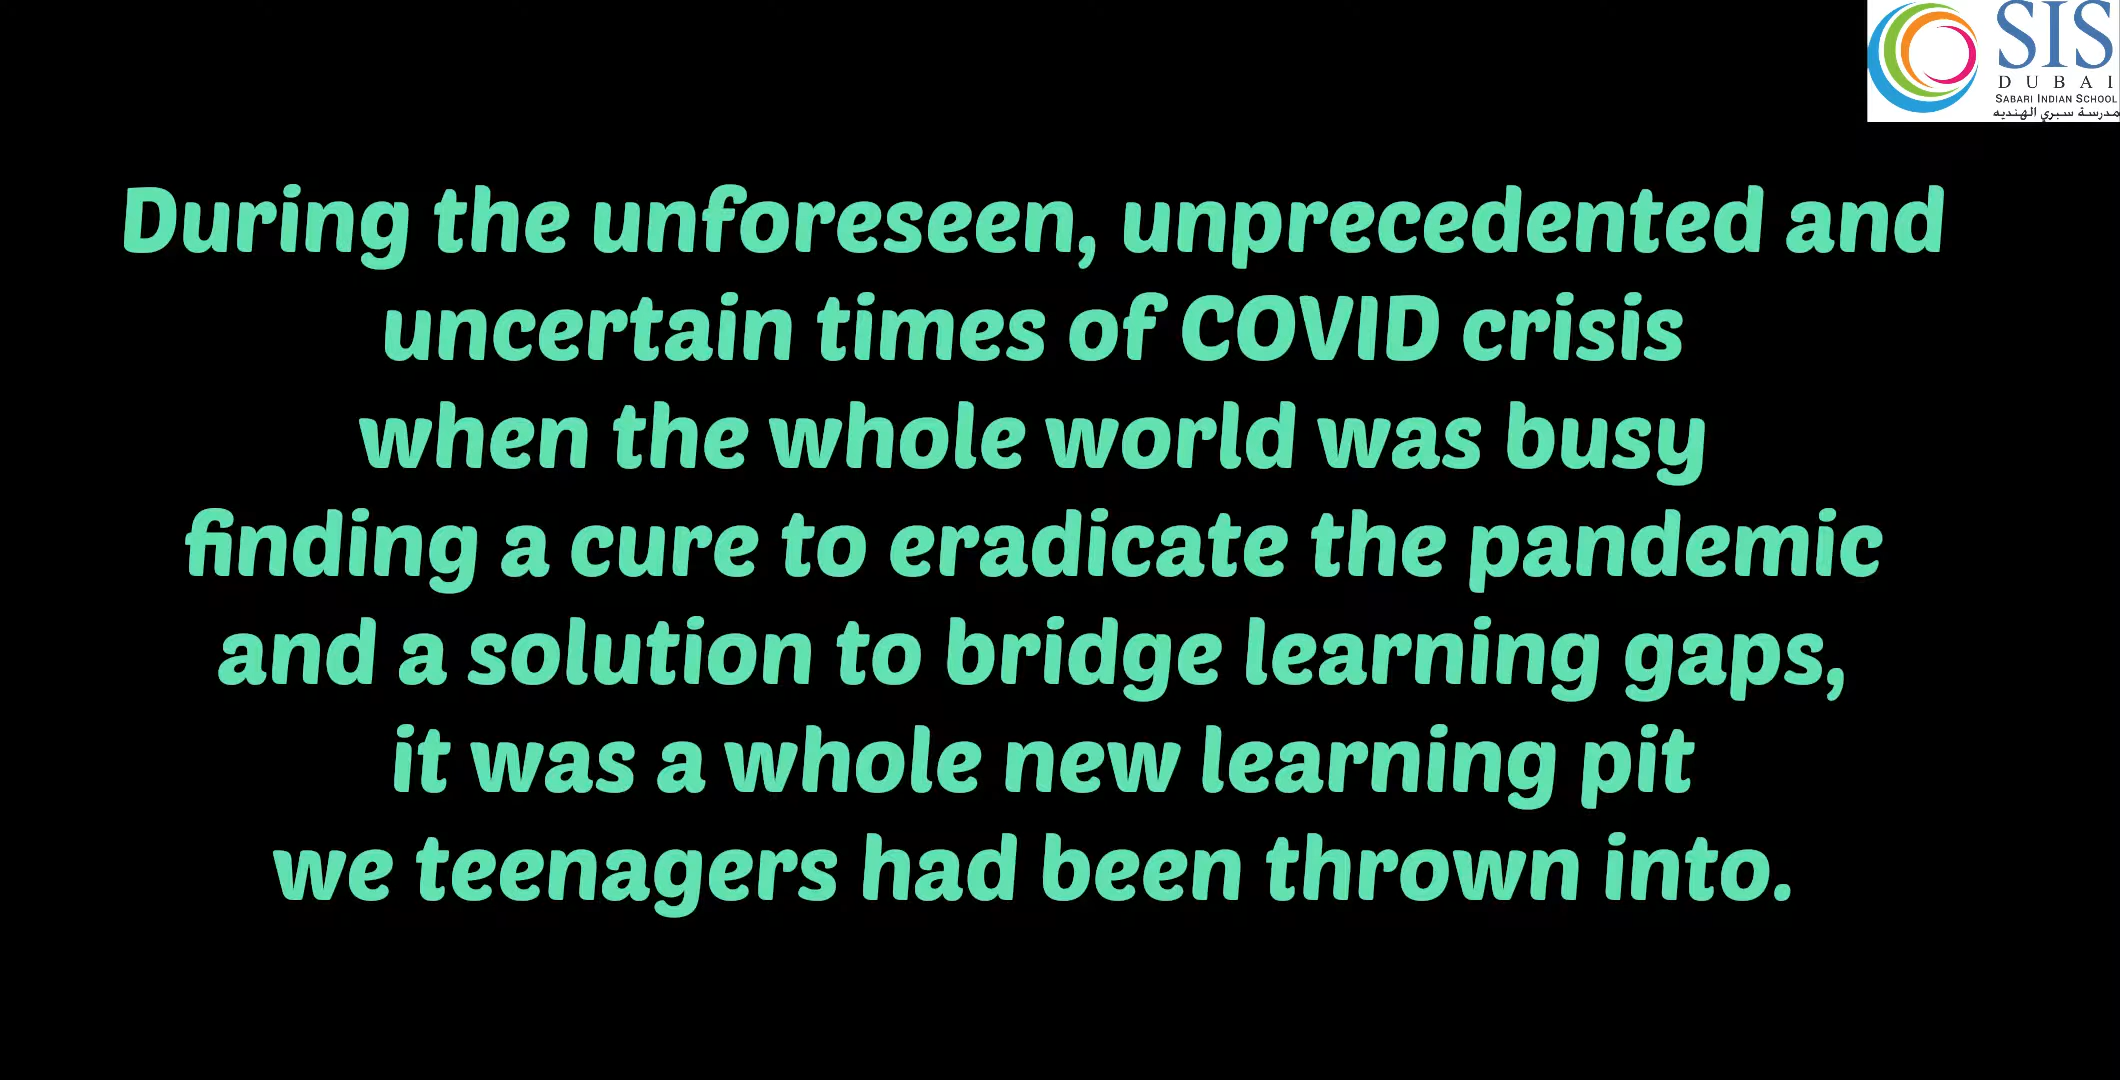 SIS
DUBAI
SABARI INDIAN SCHOOL
مدرسة سبري الهنديه
During the unforeseen, unprecedented and
uncertain times of COVID crisis
when the whole world was busy
finding a cure to eradicate the pandemic
and a solution to bridge learning gaps,
it was a whole new learning pit
we teenagers had been thrown into.